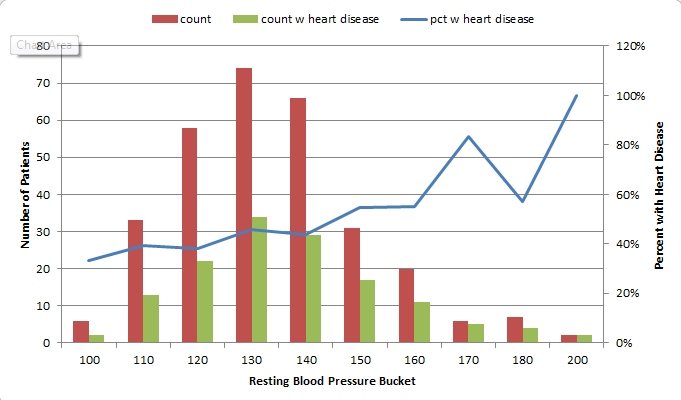 count count w heart disease pct w heart disease
Chart Area
80
70
60
50
40
30
20
10
0
Number of Patients
120%
100%
80%
60%
40%
20%
0%
Percent with Heart Disease
100 110 120 130 140 150 160 170 180 200
Resting Blood Pressure Bucket